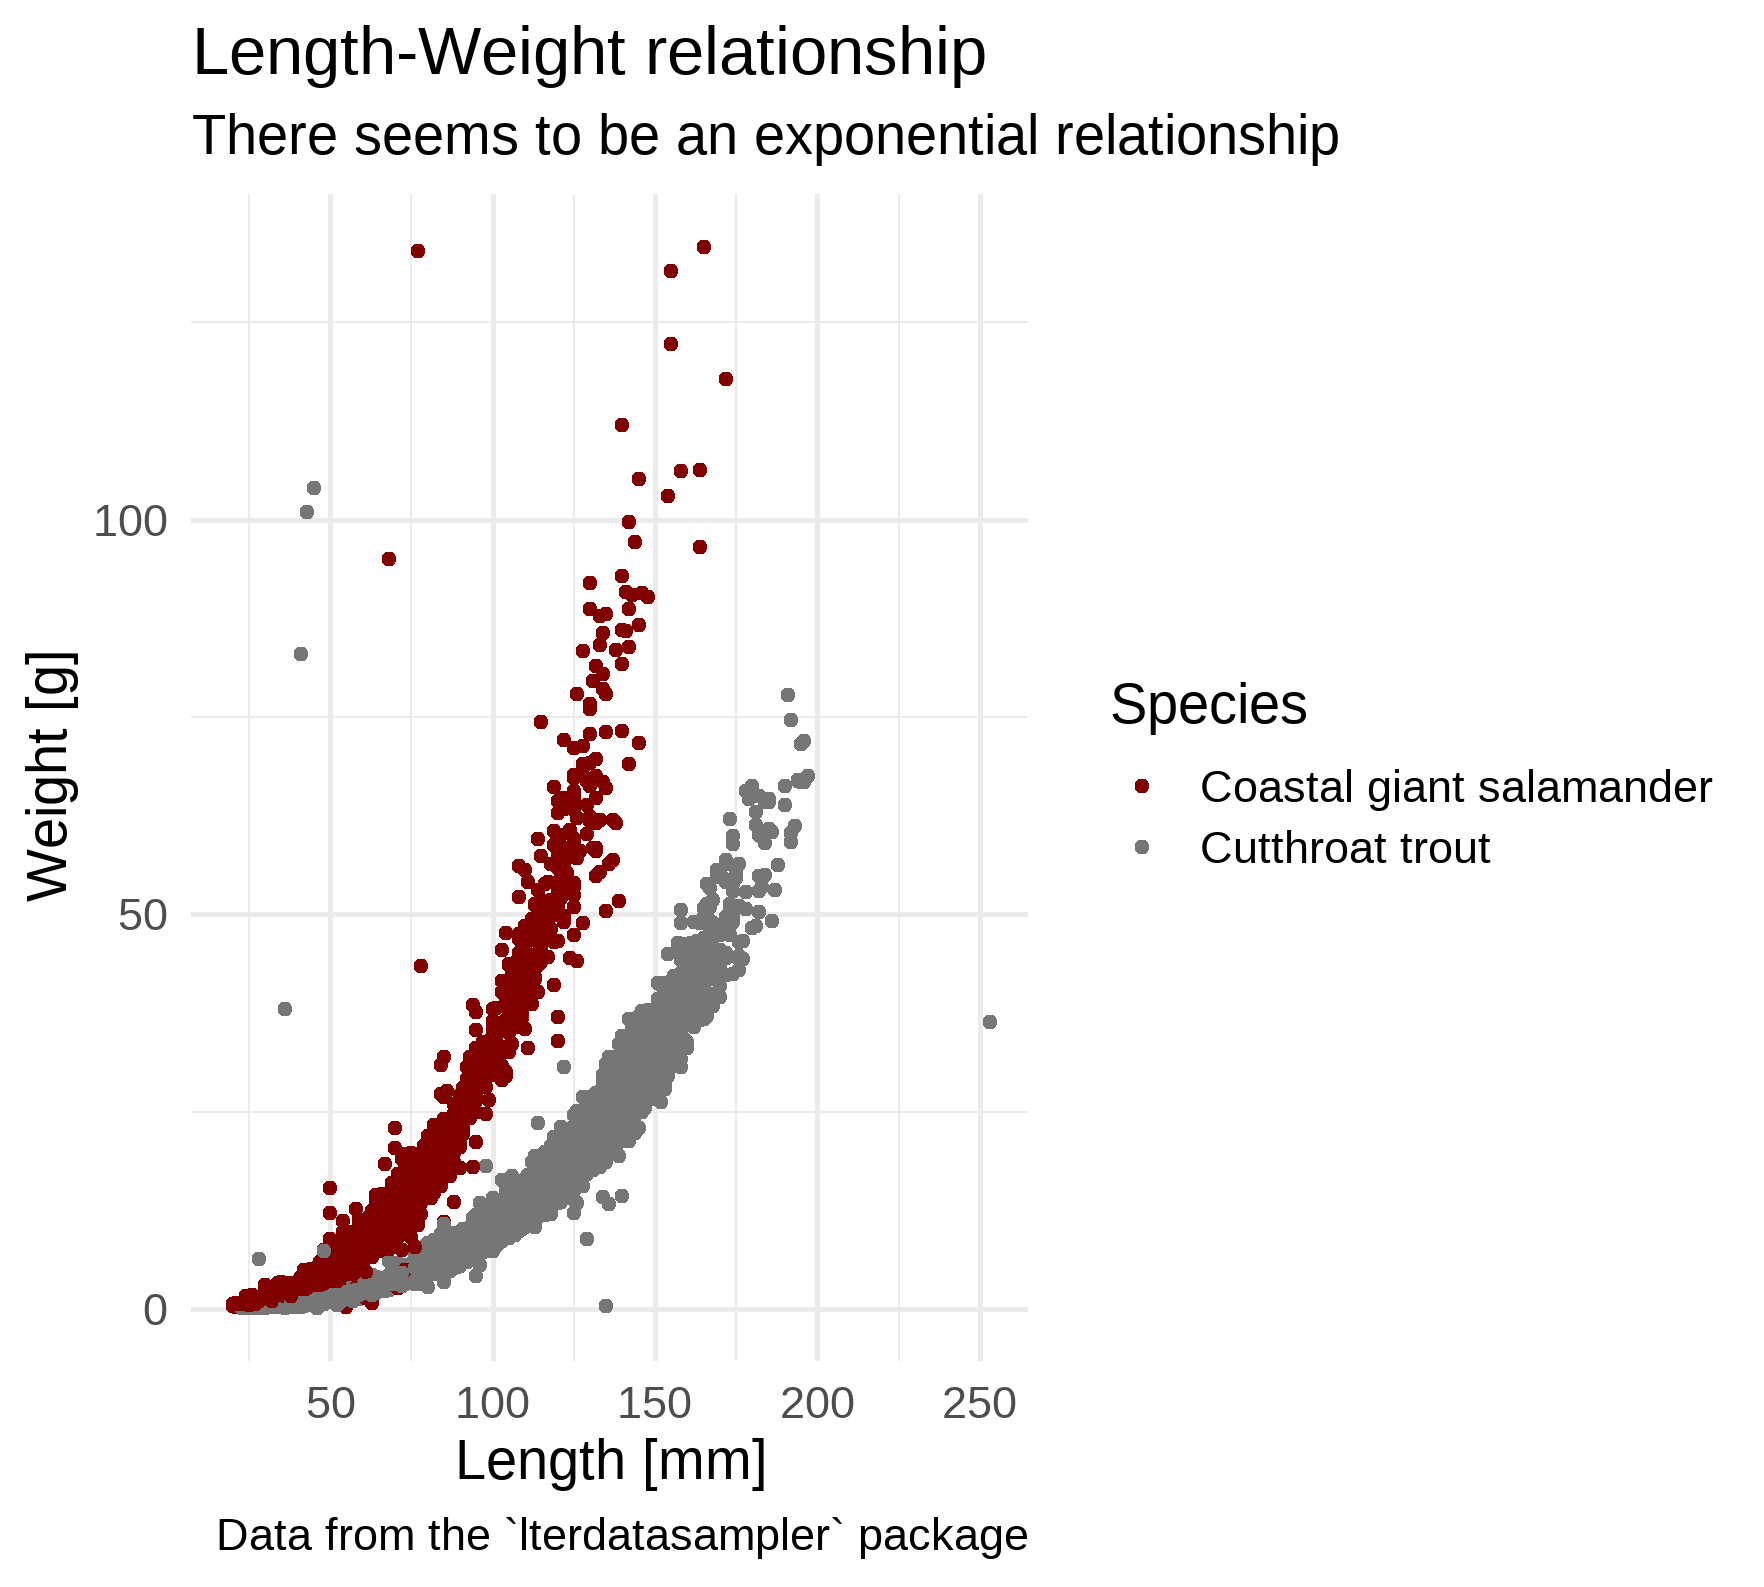 Length-Weight relationship
There seems to be an exponential relationship
Weight [g]
100
50
0
50 100 150 200 250
Length [mm]
Species
Coastal giant salamander
Cutthroat trout
Data from the `lterdatasampler` package